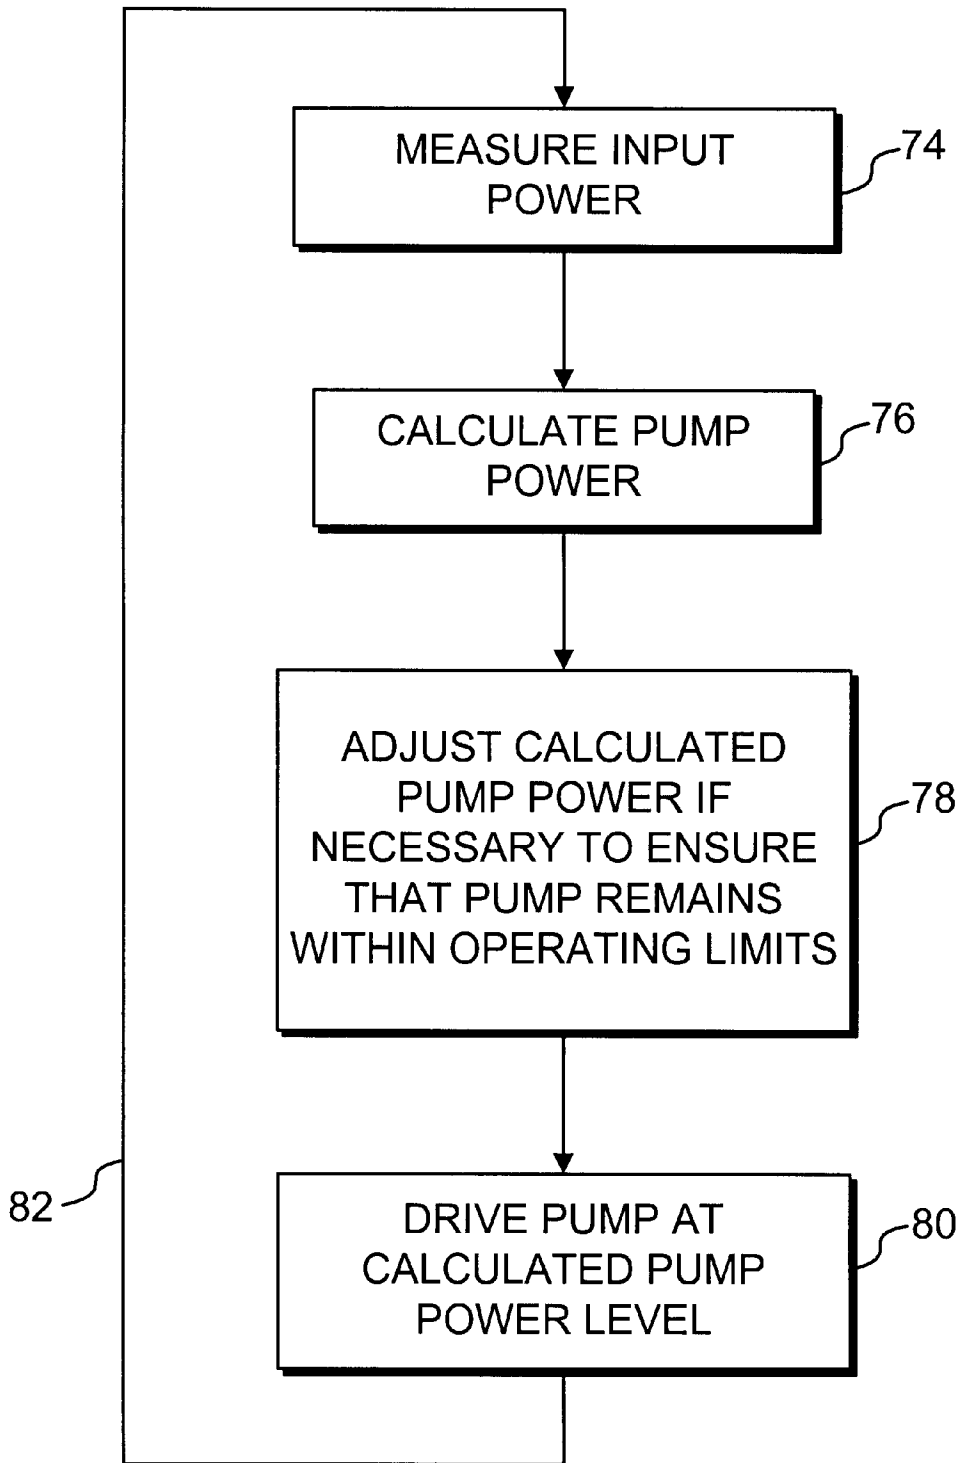 MEASURE INPUT
POWER
74
CALCULATE PUMP
POWER
76
ADJUST CALCULATED
PUMP POWER IF
NECESSARY TO ENSURE
THAT PUMP REMAINS
WITHIN OPERATING LIMITS
78
82
DRIVE PUMP AT
CALCULATED PUMP
POWER LEVEL
80